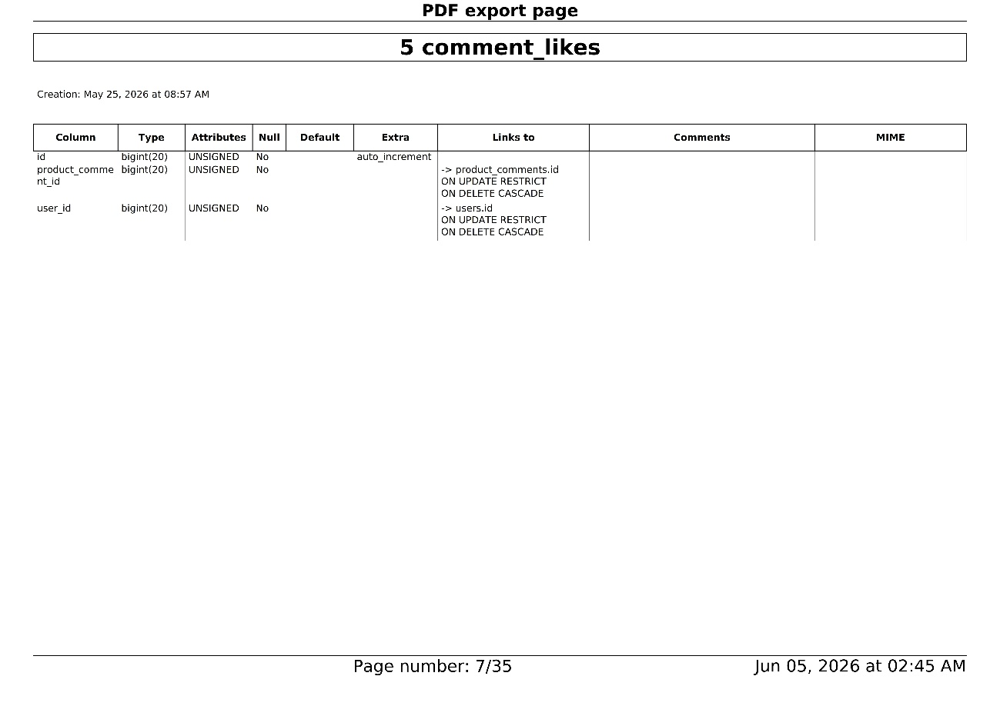 PDF export page
5 comment_likes
Creation: May 25, 2026 at 08:57 AM
Column Type Attributes Null Default Extra Links to Comments MIME
id bigint(20) UNSIGNED No auto_increment
product_comme bigint(20) UNSIGNED No -> product_comments.id
nt_id ON UPDATE RESTRICT
ON DELETE CASCADE
user_id bigint(20) UNSIGNED No -> users.id
ON UPDATE RESTRICT
ON DELETE CASCADE
Page number: 7/35 Jun 05, 2026 at 02:45 AM